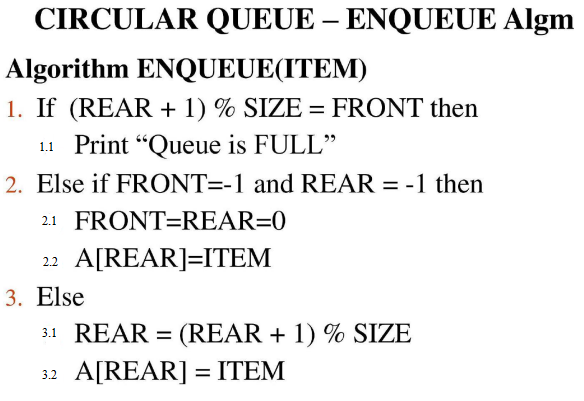 CIRCULAR QUEUE – ENQUEUE Algm
Algorithm ENQUEUE(ITEM)
1. If (REAR + 1) % SIZE = FRONT then
1.1 Print “Queue is FULL”
2. Else if FRONT=-1 and REAR = -1 then
2.1 FRONT=REAR=0
2.2 A[REAR]=ITEM
3. Else
3.1 REAR = (REAR + 1) % SIZE
3.2 A[REAR] = ITEM